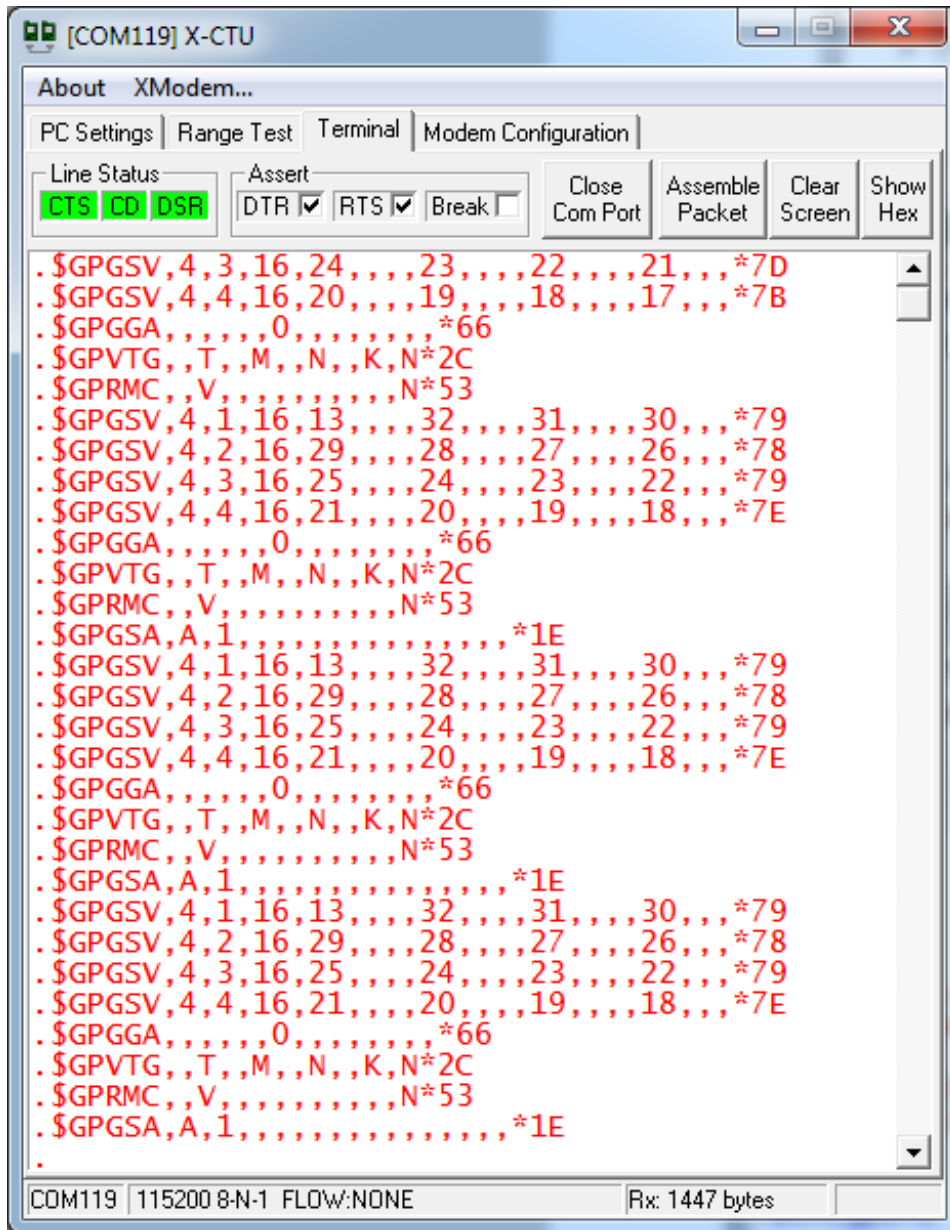 [COM119] X-CTU
About XModem...
PC Settings Range Test Terminal Modem Configuration
Line Status Assert
CTS CD DSR DTR RTS Break
Close Com Port
Assemble Packet
Clear Screen
Show Hex
.$GPGSV,4,3,16,24,,,,23,,,,22,,,,21,,,*7D
.$GPGSV,4,4,16,20,,,,19,,,,18,,,,17,,,*7B
.$GPGGA,,,,,,0,,,,,,,,*66
.$GPVTG,,T,,M,,N,,K,N*2C
.$GPRMC,,V,,,,,,,,,,N*53
.$GPGSV,4,1,16,13,,,,32,,,,31,,,,30,,,*79
.$GPGSV,4,2,16,29,,,,28,,,,27,,,,26,,,*78
.$GPGSV,4,3,16,25,,,,24,,,,23,,,,22,,,*79
.$GPGSV,4,4,16,21,,,,20,,,,19,,,,18,,,*7E
.$GPGGA,,,,,,0,,,,,,,,*66
.$GPVTG,,T,,M,,N,,K,N*2C
.$GPRMC,,V,,,,,,,,,,N*53
.$GPGSA,A,1,,,,,,,,,,,,,,,*1E
.$GPGSV,4,1,16,13,,,,32,,,,31,,,,30,,,*79
.$GPGSV,4,2,16,29,,,,28,,,,27,,,,26,,,*78
.$GPGSV,4,3,16,25,,,,24,,,,23,,,,22,,,*79
.$GPGSV,4,4,16,21,,,,20,,,,19,,,,18,,,*7E
.$GPGGA,,,,,,0,,,,,,,,*66
.$GPVTG,,T,,M,,N,,K,N*2C
.$GPRMC,,V,,,,,,,,,,N*53
.$GPGSA,A,1,,,,,,,,,,,,,,,*1E
.$GPGSV,4,1,16,13,,,,32,,,,31,,,,30,,,*79
.$GPGSV,4,2,16,29,,,,28,,,,27,,,,26,,,*78
.$GPGSV,4,3,16,25,,,,24,,,,23,,,,22,,,*79
.$GPGSV,4,4,16,21,,,,20,,,,19,,,,18,,,*7E
.$GPGGA,,,,,,0,,,,,,,,*66
.$GPVTG,,T,,M,,N,,K,N*2C
.$GPRMC,,V,,,,,,,,,,N*53
.$GPGSA,A,1,,,,,,,,,,,,,,,*1E
.
COM119 115200 8-N-1 FLOW:NONE Rx: 1447 bytes